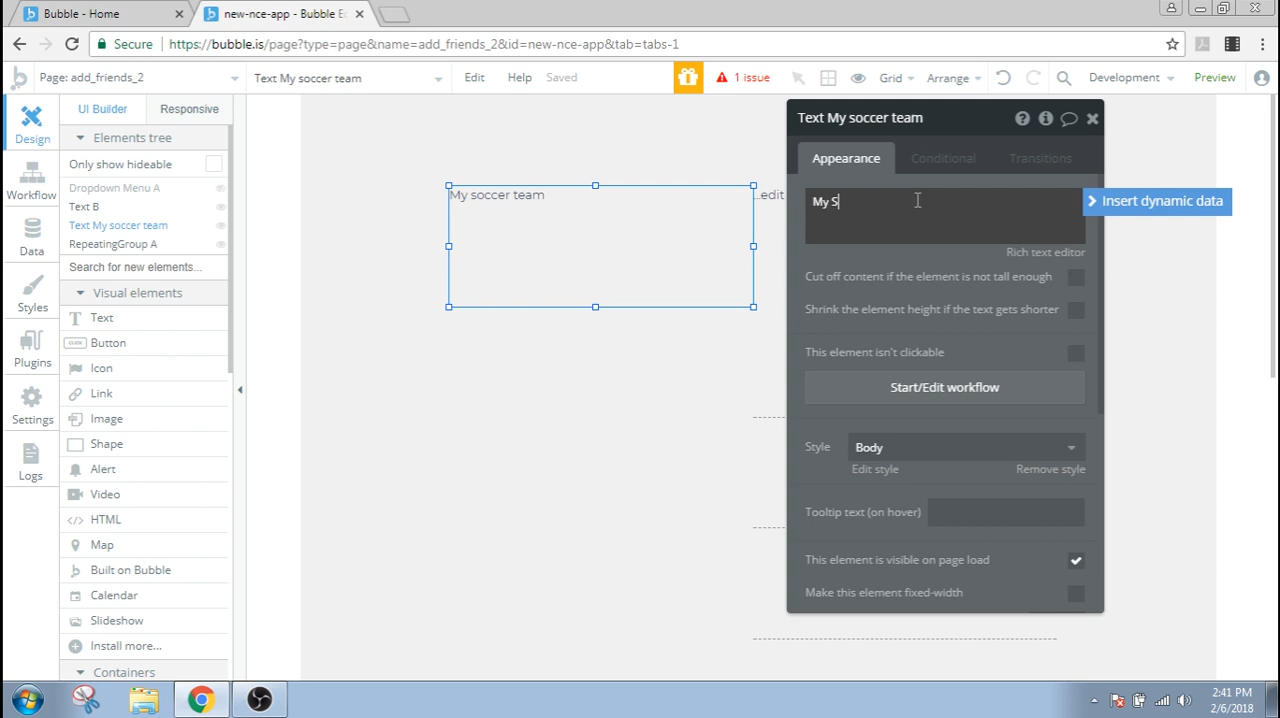 Bubble - Home
new-nce-app - Bubble Ec
Secure
https://bubble.is/page?type=page&name=add_friends_2&id=new-nce-app&tab=tabs-1
Page: add_friends_2
Text My soccer team
Edit
Help
Saved
1 issue
Grid
Arrange
Development
Preview
UI Builder
Responsive
Design
Workflow
Data
Styles
Plugins
Settings
Logs
Elements tree
Only show hideable
Dropdown Menu A
Text B
Text My soccer team
RepeatingGroup A
Search for new elements...
Visual elements
Text
CLICK
Button
Icon
Link
Image
Shape
Alert
Video
HTML
Map
Built on Bubble
Calendar
Slideshow
Install more...
Containers
My soccer team
...edit
Text My soccer team
Appearance
Conditional
Transitions
My S
Insert dynamic data
Rich text editor
Cut off content if the element is not tall enough
Shrink the element height if the text gets shorter
This element isn't clickable
Start/Edit workflow
Style
Body
Edit style
Remove style
Tooltip text (on hover)
This element is visible on page load
Make this element fixed-width
2:41 PM
2/6/2018